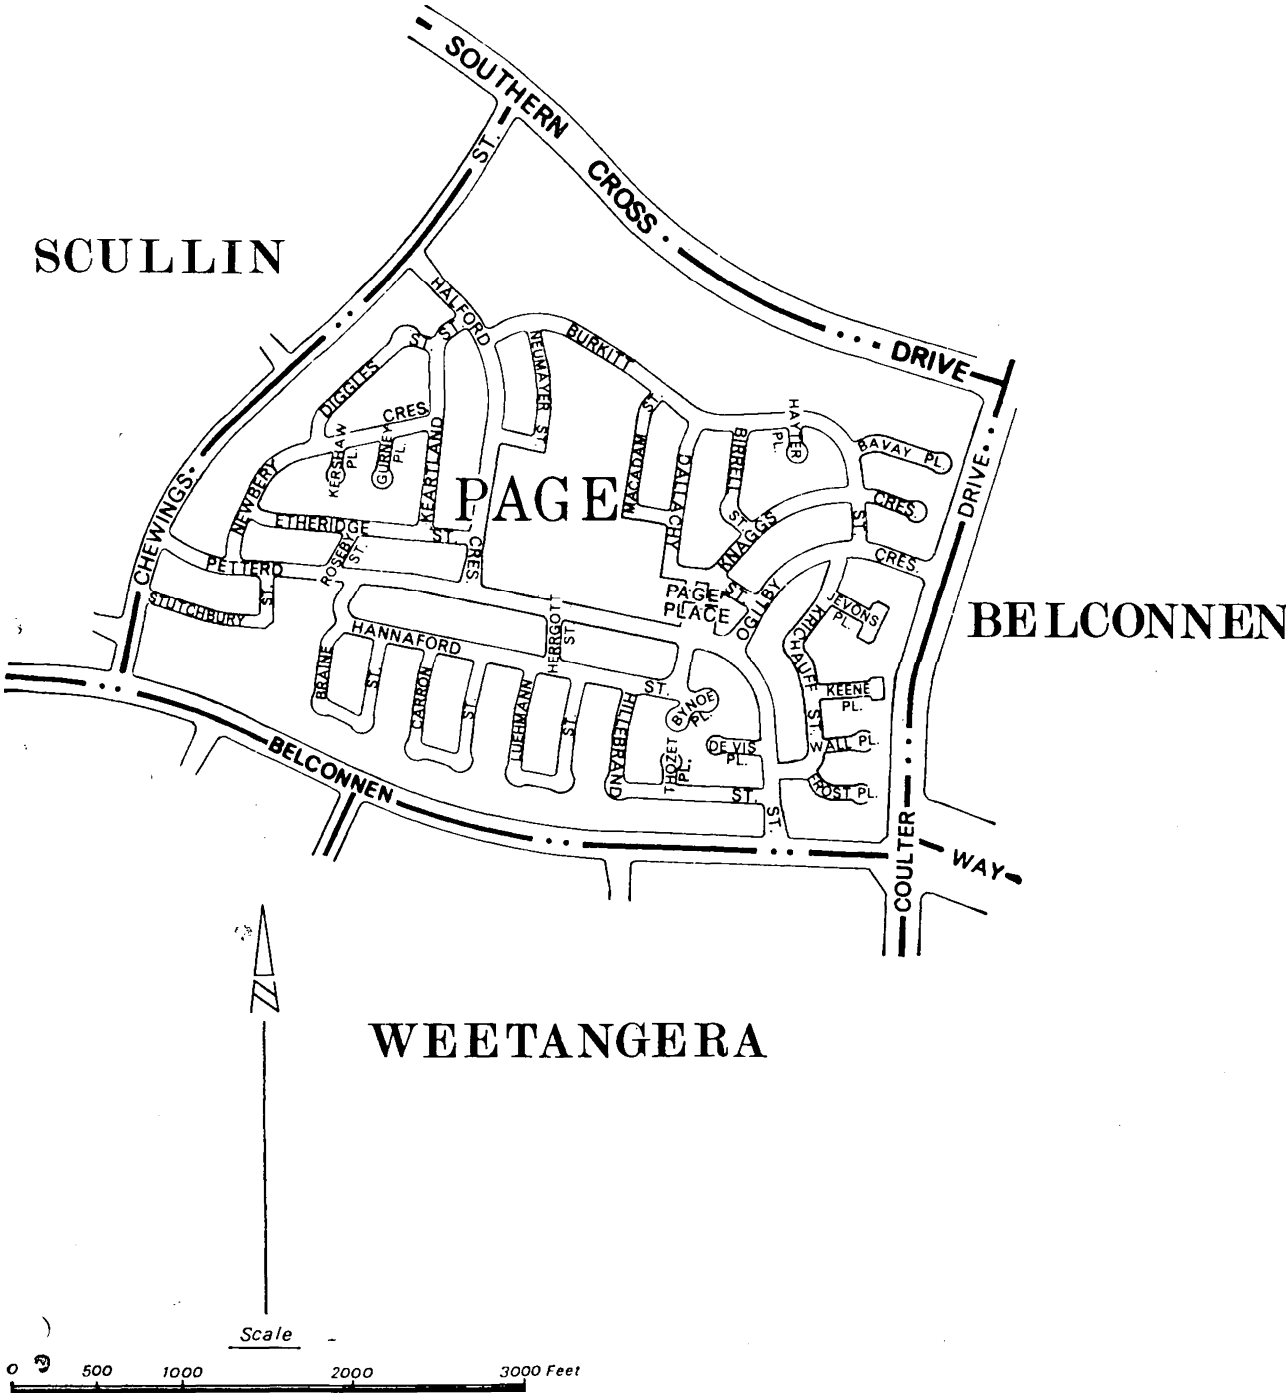 SOUTHERN CROSS DRIVE
CHEWINGS ST.
SCULLIN
HALFORD CRES.
DIGGLES ST.
ST.
BURKITT ST.
NEUMAYER ST.
NEWBERY CRES.
KERSHAW PL.
GURNEY PL.
KEARTLAND
MACADAM ST.
DALLACHY
BIRRELL ST.
HAYTER PL.
BAVAY PL
KNAGGS CRES.
PAGE
ETHERIDGE ST.
ROSEBY ST.
PETTERD
STUTCHBURY ST.
PAGE PLACE
ST.
OGILBY CRES.
JEVONS PL.
KIRICHAUFF ST.
BELCONNEN
COULTER DRIVE
HANNAFORD ST.
HERRGOTT ST.
BRAINE ST.
CARRON ST.
LUEHMANN ST.
HILLEBRAND ST.
BYNOE PL.
THOZET PL.
DE VIS PL.
KEENE PL.
WALL PL.
FROST PL.
ST.
BELCONNEN WAY
WEETANGERA
N
Scale
0 500 1000 2000 3000 Feet